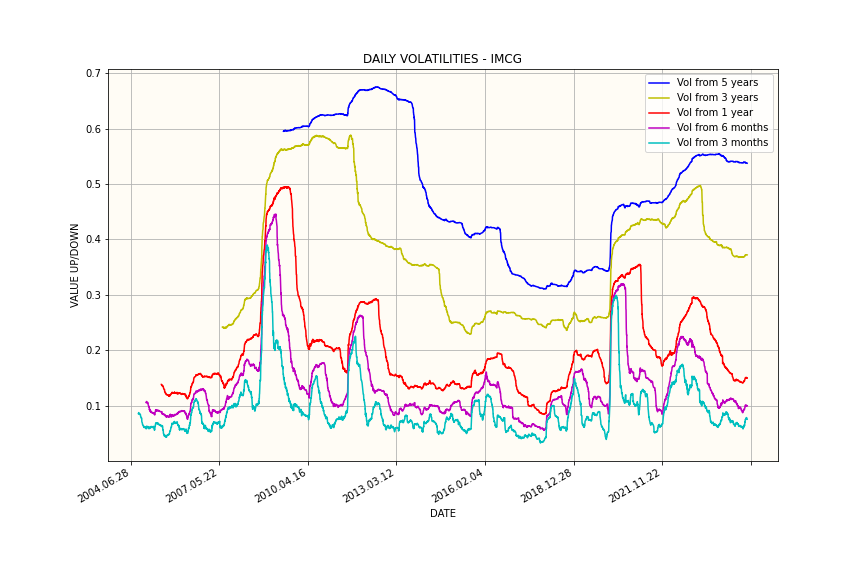 DAILY VOLATILITIES - IMCG
Vol from 5 years
Vol from 3 years
Vol from 1 year
Vol from 6 months
Vol from 3 months
VALUE UP/DOWN
0.7
0.6
0.5
0.4
0.3
0.2
0.1
2004.06.28
2007.05.22
2010.04.16
2013.03.12
2016.02.04
2018.12.28
2021.11.22
DATE